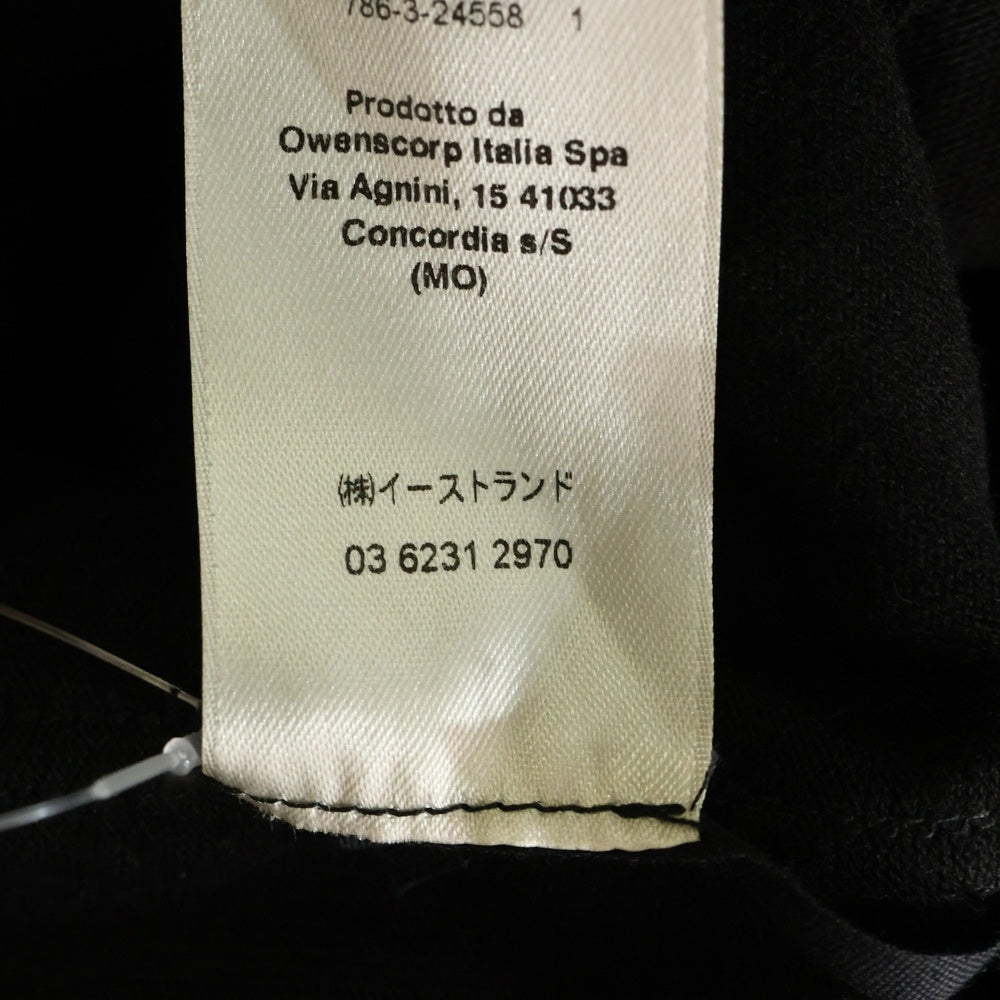 786-3-24558 1
Prodotto da
Owenscorp Italia Spa
Via Agnini, 15 41033
Concordia s/S
(MO)
㈱イーストランド
03 6231 2970